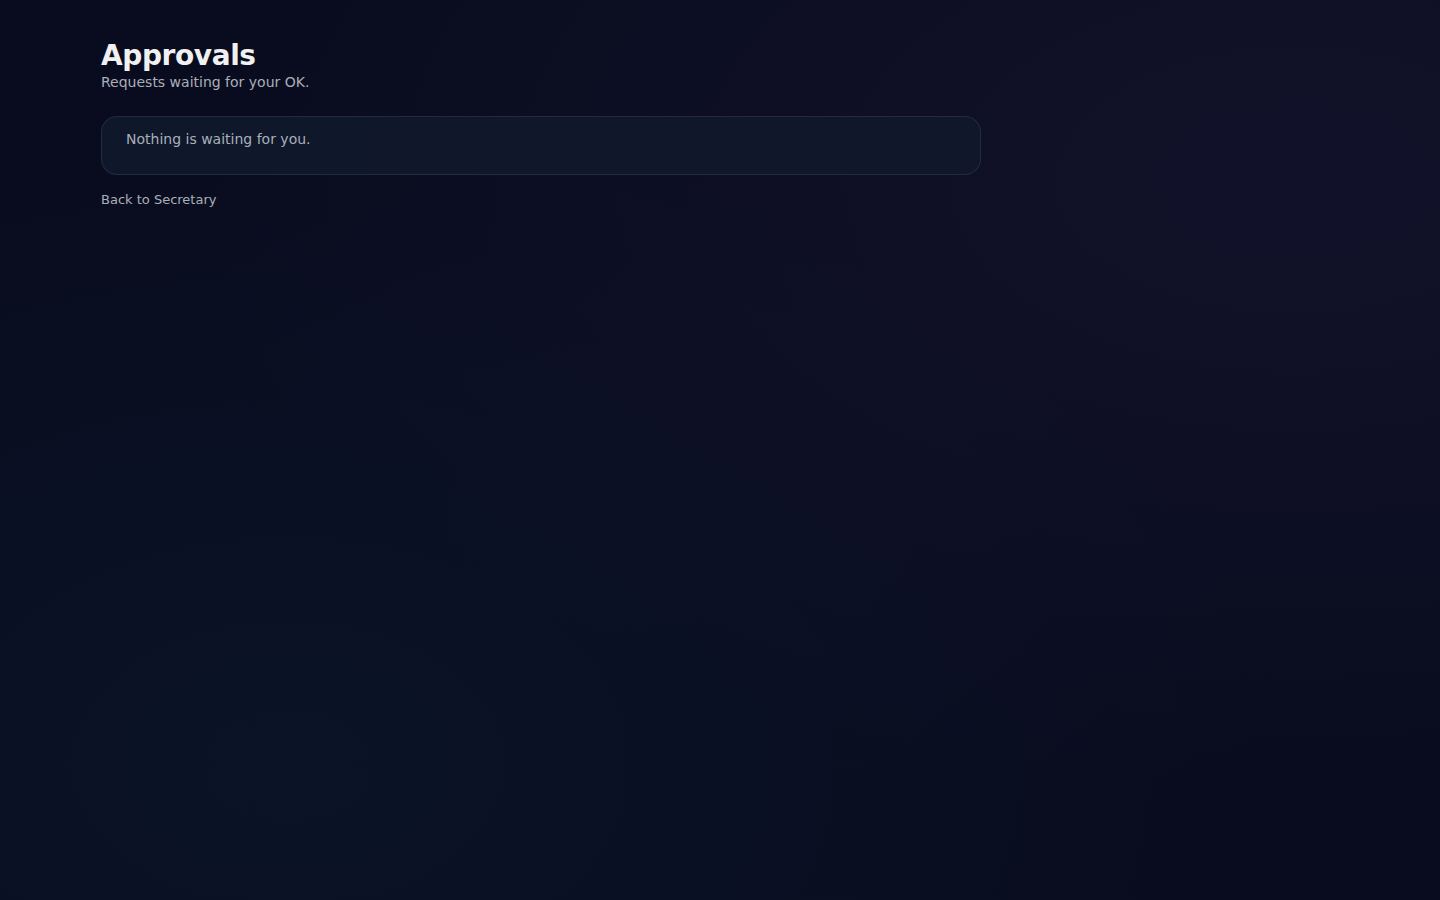 Approvals
Requests waiting for your OK.
Nothing is waiting for you.
Back to Secretary